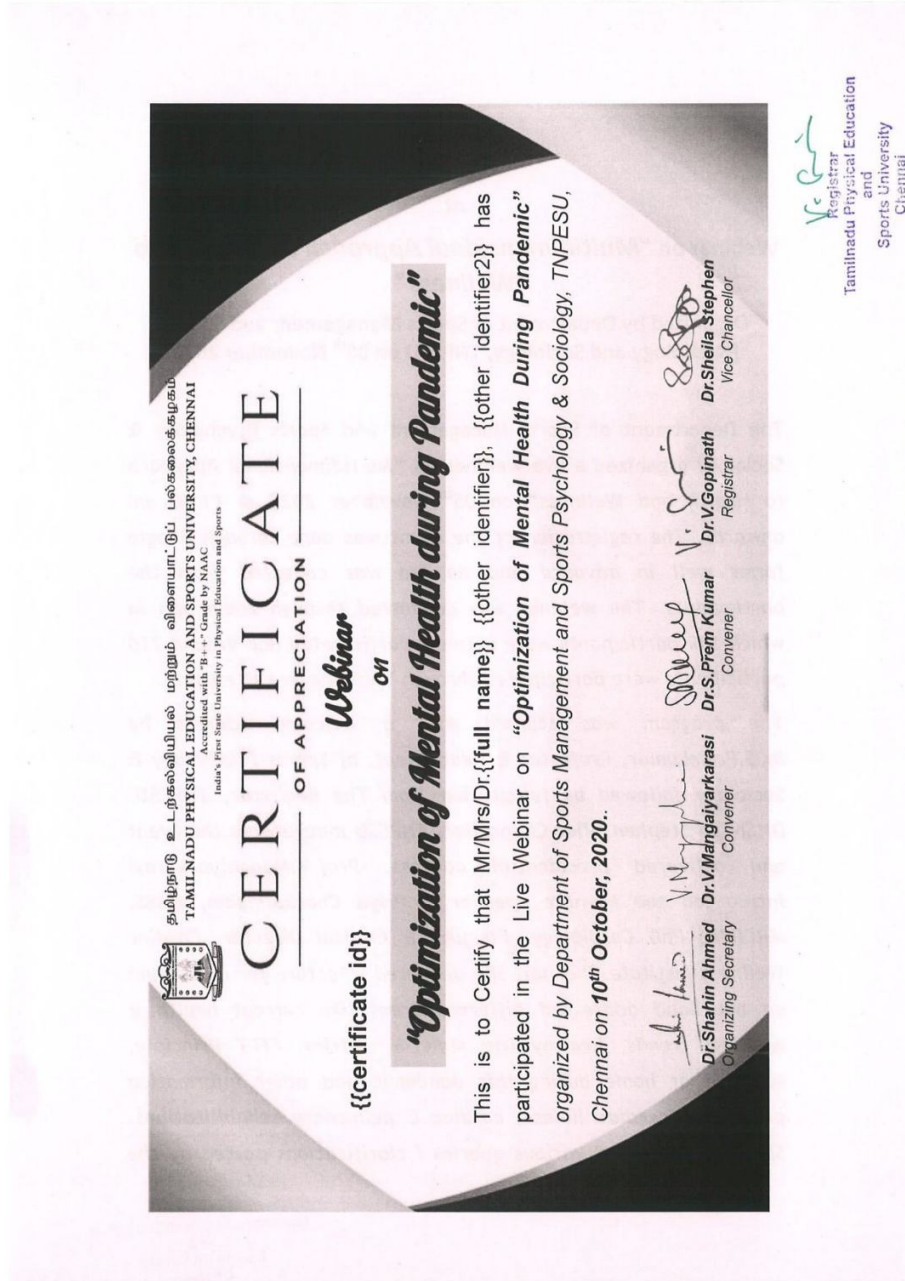 தமிழ்நாடு உடற்கல்வியியல் மற்றும் விளையாட்டுப் பல்கலைக்கழகம்
TAMILNADU PHYSICAL EDUCATION AND SPORTS UNIVERSITY, CHENNAI
Accredited with "B++" Grade by NAAC
India's First State University in Physical Education and Sports
CERTIFICATE
OF APPRECIATION
{{certificate id}}
Webinar
on
"Optimization of Mental Health during Pandemic"
This is to Certify that Mr/Mrs/Dr.{{full name}} {{other identifier}}, {{other identifier2}} has
participated in the Live Webinar on "Optimization of Mental Health During Pandemic"
organized by Department of Sports Management and Sports Psychology & Sociology, TNPESU,
Chennai on 10th October, 2020..
Dr.Shahin Ahmed Dr.V.Mangaiyarkarasi Dr.S.Prem Kumar Dr.V.Gopinath Dr.Sheila Stephen
Organizing Secretary Convener Convener Registrar Vice Chancellor
Registrar
Tamilnadu Physical Education
and
Sports University
Chennai